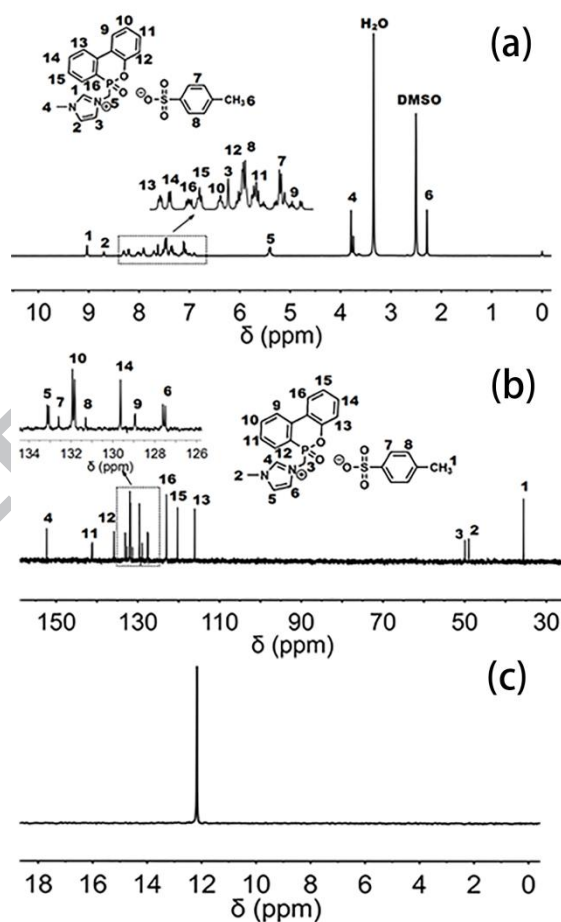 (a)
10
9
11
13
12
14
15
16
O
P=O
1
5
4
N
N
⊕
2
3
O
⊖O-S
O
7
CH₃ 6
8
H₂O
DMSO
12 8
7
15
3
13
14
16
10
11
9
4
6
1
2
5
10 9 8 7 6 5 4 3 2 1 0
δ (ppm)
(b)
10
14
5
7
8
9
6
134 132 130 128 126
δ (ppm)
15
9
16
14
10
13
11
O
12
P=O
4
3
2
N
N
⊕
5
6
O
⊖O-S
O
7
8
CH₃1
16
15
13
4
11
12
3
2
1
150 130 110 90 70 50 30
δ (ppm)
(c)
18 16 14 12 10 8 6 4 2 0
δ (ppm)